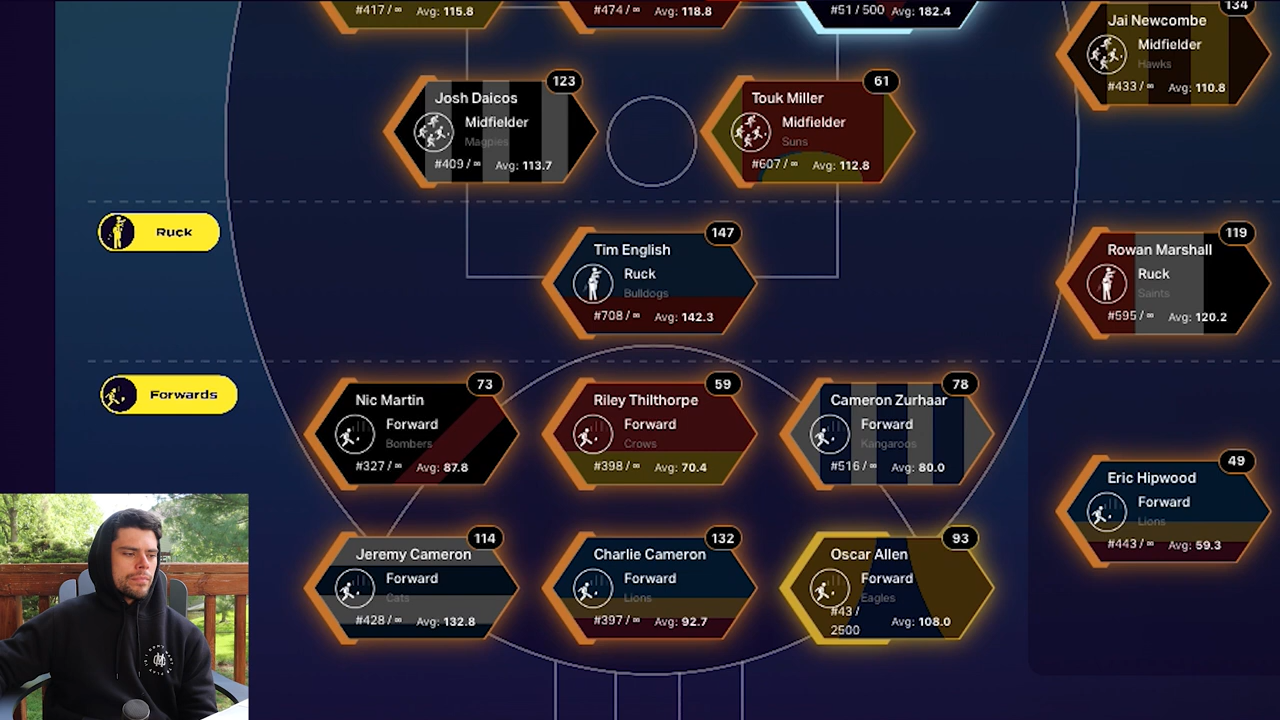 #417 / ∞ Avg: 115.8
#474 / ∞ Avg: 118.8
#51 / 500 Avg: 182.4
134
Jai Newcombe
Midfielder
Hawks
#433 / ∞ Avg: 110.8
123
Josh Daicos
Midfielder
Magpies
#409 / ∞ Avg: 113.7
61
Touk Miller
Midfielder
Suns
#607 / ∞ Avg: 112.8
Ruck
147
Tim English
Ruck
Bulldogs
#708 / ∞ Avg: 142.3
119
Rowan Marshall
Ruck
Saints
#595 / ∞ Avg: 120.2
Forwards
73
Nic Martin
Forward
Bombers
#327 / ∞ Avg: 87.8
59
Riley Thilthorpe
Forward
Crows
#398 / ∞ Avg: 70.4
78
Cameron Zurhaar
Forward
Kangaroos
#516 / ∞ Avg: 80.0
49
Eric Hipwood
Forward
Lions
#443 / ∞ Avg: 59.3
114
Jeremy Cameron
Forward
Cats
#428 / ∞ Avg: 132.8
132
Charlie Cameron
Forward
Lions
#397 / ∞ Avg: 92.7
93
Oscar Allen
Forward
Eagles
#43 /
2500 Avg: 108.0